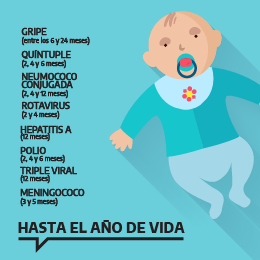 GRIPE
(entre los 6 y 24 meses)
QUÍNTUPLE
(2, 4 y 6 meses)
NEUMOCOCO
CONJUGADA
(2, 4 y 12 meses)
ROTAVIRUS
(2 y 4 meses)
HEPATITIS A
(12 meses)
POLIO
(2, 4 y 6 meses)
TRIPLE VIRAL
(12 meses)
MENINGOCOCO
(3 y 5 meses)
HASTA EL AÑO DE VIDA